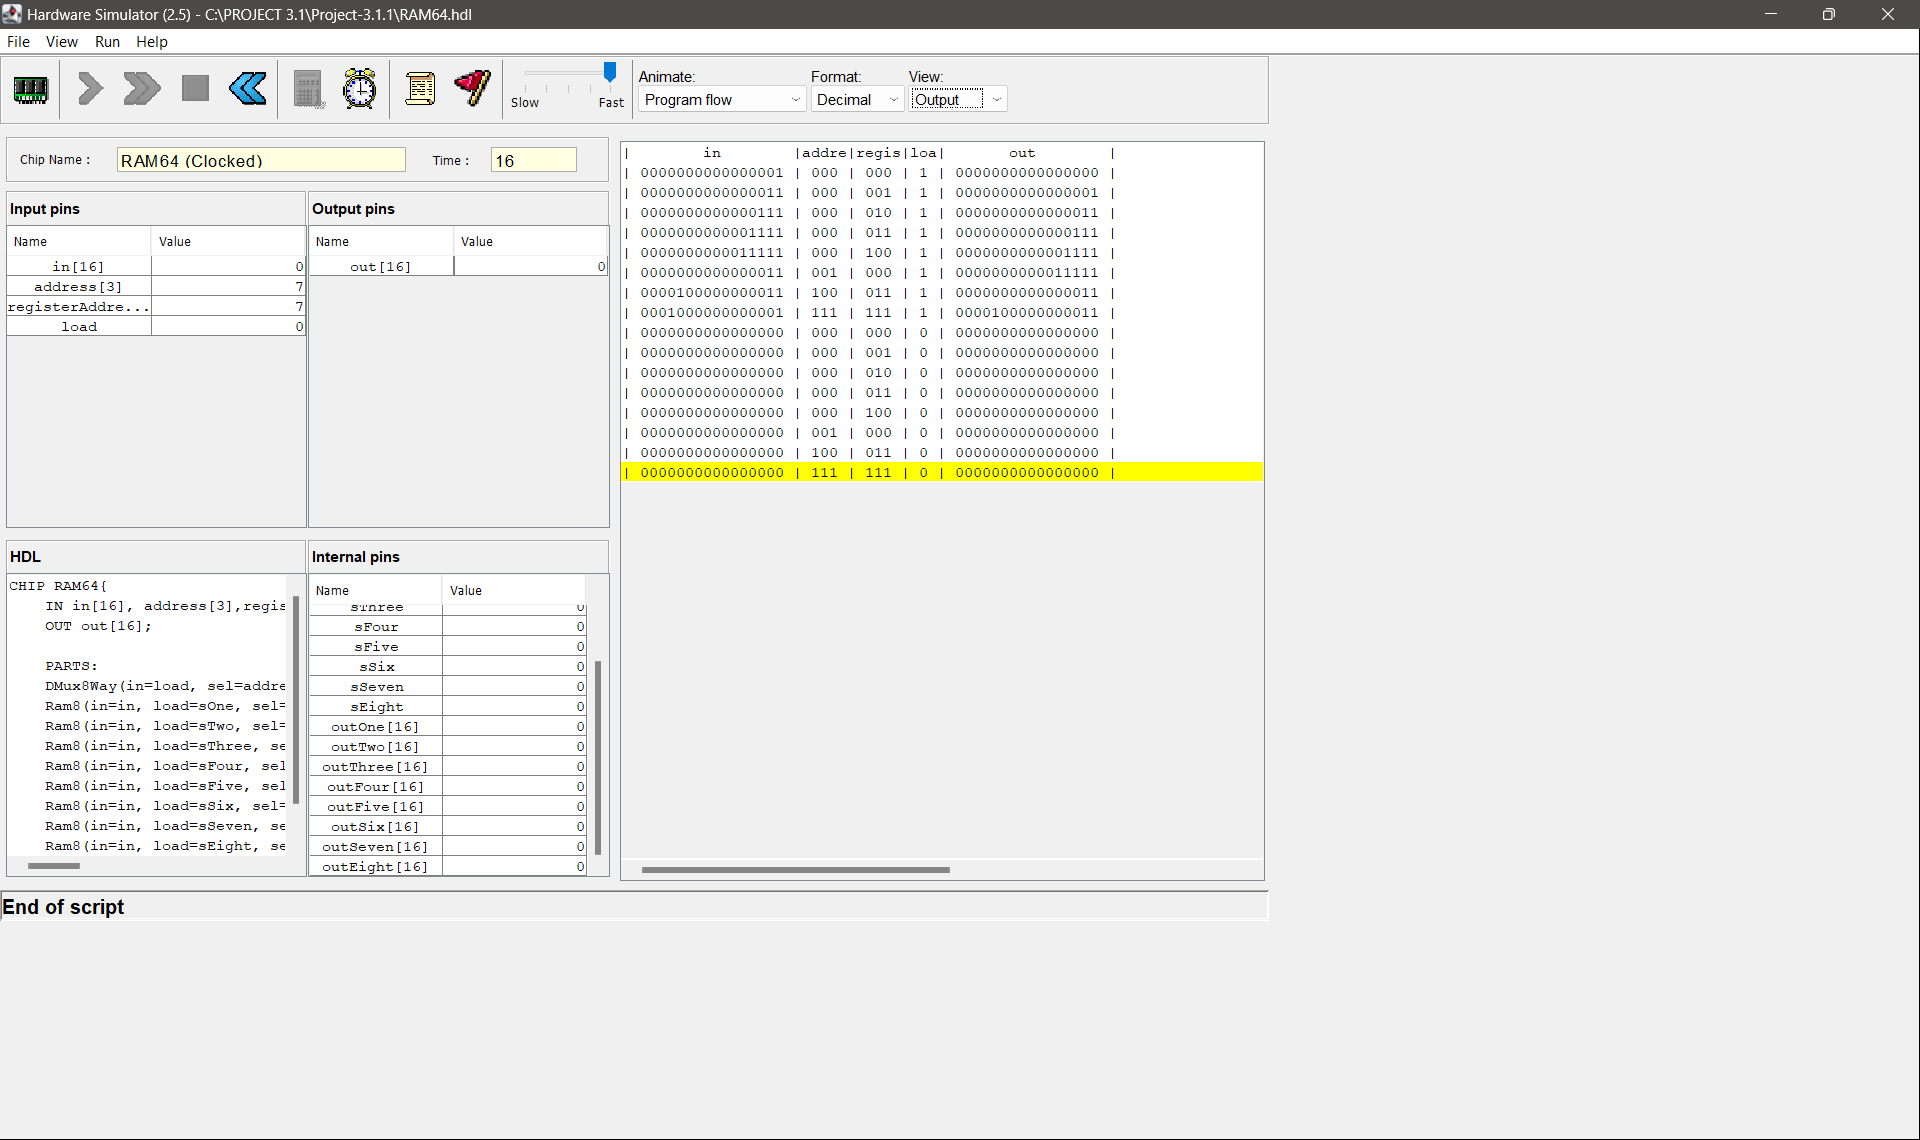 Hardware Simulator (2.5) - C:\PROJECT 3.1\Project-3.1.1\RAM64.hdl
File View Run Help
Slow Fast
Animate: Format: View:
Program flow Decimal Output
Chip Name : RAM64 (Clocked) Time : 16
Input pins
Name Value
in[16] 0
address[3] 7
registerAddre... 7
load 0
Output pins
Name Value
out[16] 0
HDL
CHIP RAM64{
IN in[16], address[3],regis
OUT out[16];
PARTS:
DMux8Way(in=load, sel=addre
Ram8(in=in, load=sOne, sel=
Ram8(in=in, load=sTwo, sel=
Ram8(in=in, load=sThree, se
Ram8(in=in, load=sFour, sel
Ram8(in=in, load=sFive, sel
Ram8(in=in, load=sSix, sel=
Ram8(in=in, load=sSeven, se
Ram8(in=in, load=sEight, se
Internal pins
Name Value
sThree 0
sFour 0
sFive 0
sSix 0
sSeven 0
sEight 0
outOne[16] 0
outTwo[16] 0
outThree[16] 0
outFour[16] 0
outFive[16] 0
outSix[16] 0
outSeven[16] 0
outEight[16] 0
| in |addre|regis|loa| out |
| 0000000000000001 | 000 | 000 | 1 | 0000000000000000 |
| 0000000000000011 | 000 | 001 | 1 | 0000000000000001 |
| 0000000000000111 | 000 | 010 | 1 | 0000000000000011 |
| 0000000000001111 | 000 | 011 | 1 | 0000000000000111 |
| 0000000000011111 | 000 | 100 | 1 | 0000000000001111 |
| 0000000000000011 | 001 | 000 | 1 | 0000000000011111 |
| 0000100000000011 | 100 | 011 | 1 | 0000000000000011 |
| 0001000000000001 | 111 | 111 | 1 | 0000100000000011 |
| 0000000000000000 | 000 | 000 | 0 | 0000000000000000 |
| 0000000000000000 | 000 | 001 | 0 | 0000000000000000 |
| 0000000000000000 | 000 | 010 | 0 | 0000000000000000 |
| 0000000000000000 | 000 | 011 | 0 | 0000000000000000 |
| 0000000000000000 | 000 | 100 | 0 | 0000000000000000 |
| 0000000000000000 | 001 | 000 | 0 | 0000000000000000 |
| 0000000000000000 | 100 | 011 | 0 | 0000000000000000 |
| 0000000000000000 | 111 | 111 | 0 | 0000000000000000 |
End of script